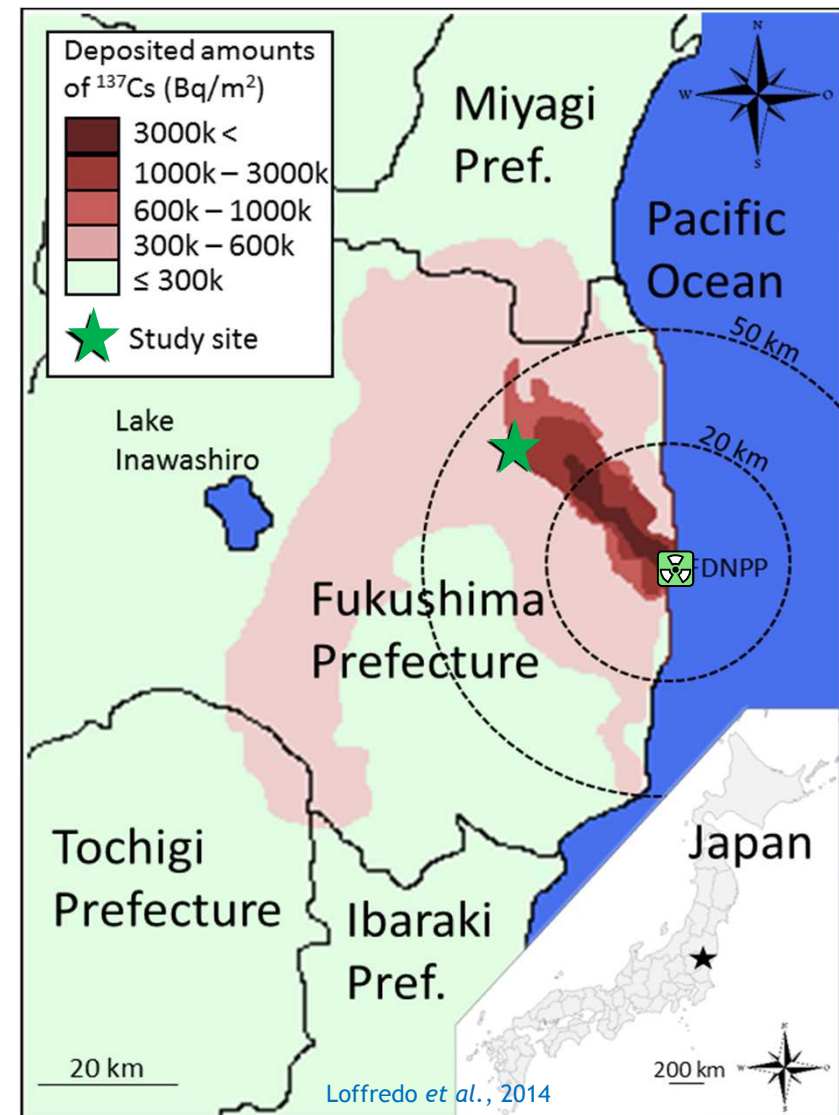 Deposited amounts
of ¹³⁷Cs (Bq/m²)
3000k <
1000k – 3000k
600k – 1000k
300k – 600k
≤ 300k
Study site
Miyagi
Pref.
N
W
O
S
Pacific
Ocean
50 km
20 km
Lake
Inawashiro
FDNPP
Fukushima
Prefecture
Tochigi
Prefecture
Ibaraki
Pref.
Japan
20 km
200 km
Loffredo et al., 2014